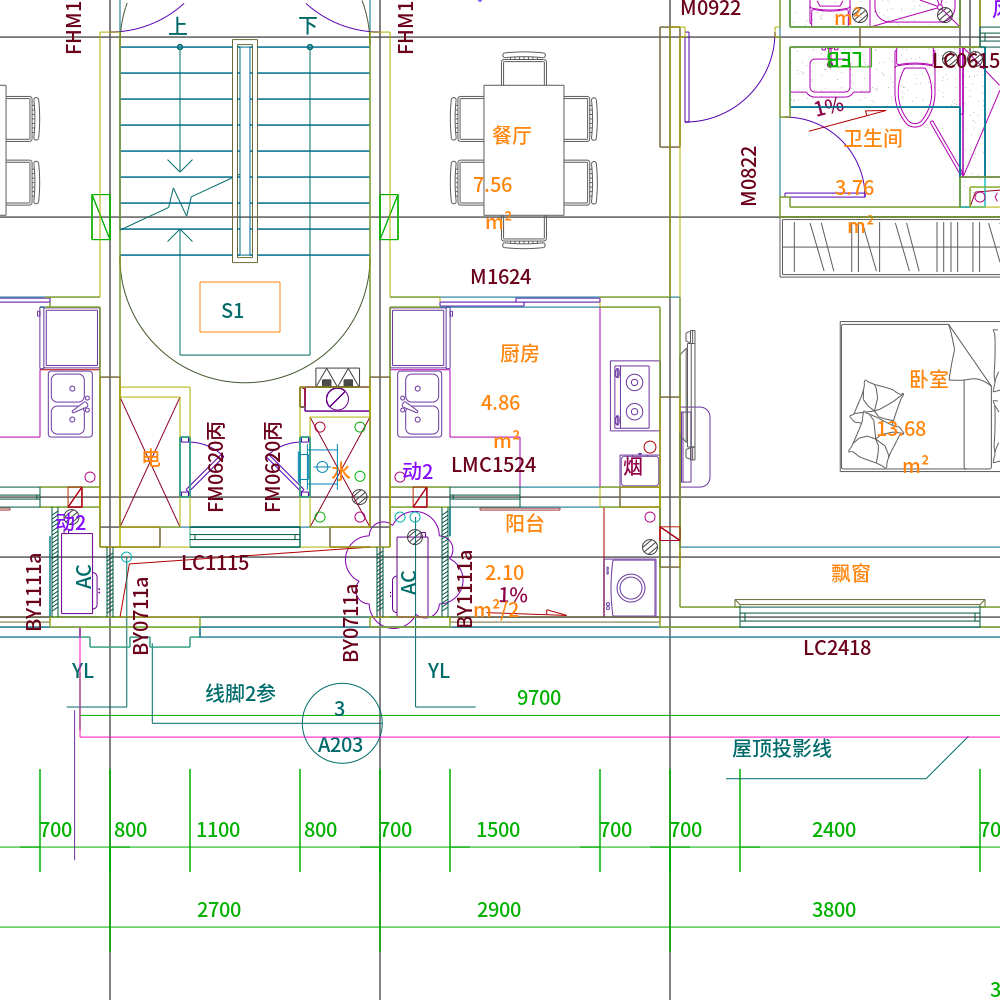 FHM1
上
下
FHM1
M0922
m²
LEB
LC0615
1%
餐厅
卫生间
7.56
m²
M0822
3.76
m²
M1624
S1
厨房
4.86
m²
卧室
13.68
m²
电
FM0620丙
FM0620丙
水
动2
LMC1524
烟
动2
阳台
LC1115
BY1111a
AC
BY0711a
BY0711a
AC
BY1111a
2.10
m²/2
1%
飘窗
LC2418
YL
YL
线脚2参
3
A203
9700
屋顶投影线
700
800
1100
800
700
1500
700
700
2400
70
2700
2900
3800
3